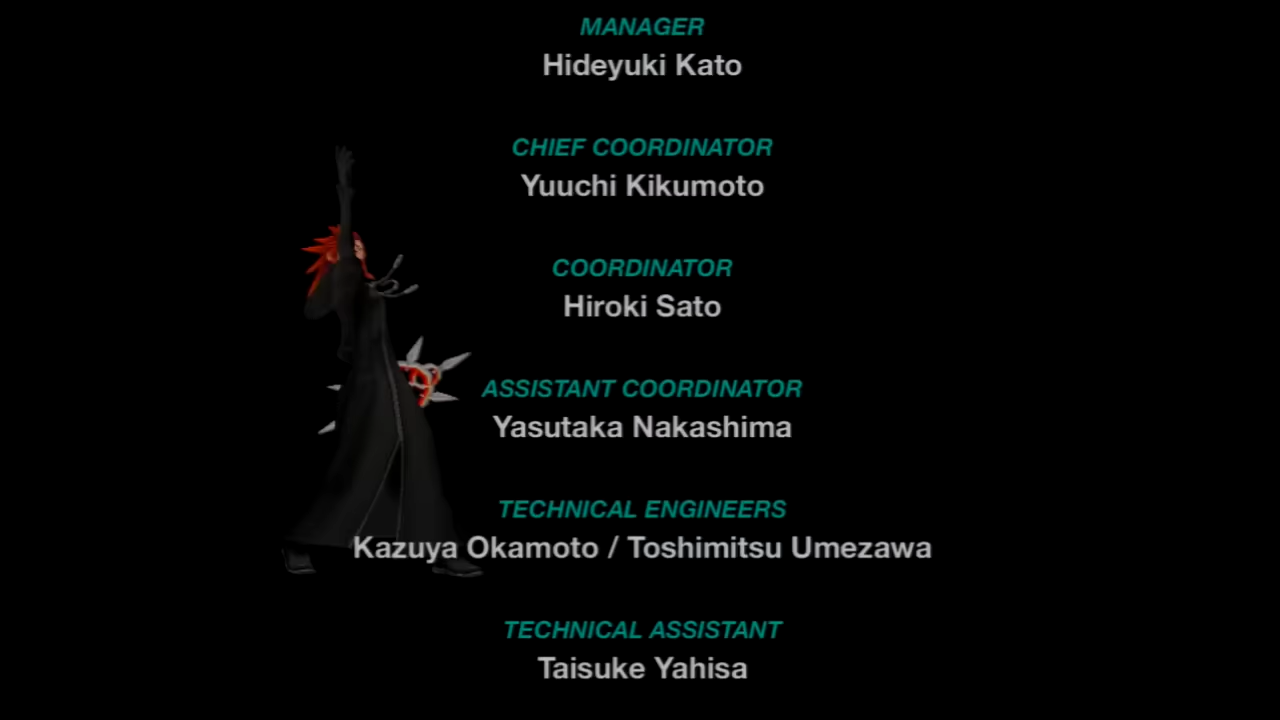 MANAGER
Hideyuki Kato
CHIEF COORDINATOR
Yuuchi Kikumoto
COORDINATOR
Hiroki Sato
ASSISTANT COORDINATOR
Yasutaka Nakashima
TECHNICAL ENGINEERS
Kazuya Okamoto / Toshimitsu Umezawa
TECHNICAL ASSISTANT
Taisuke Yahisa